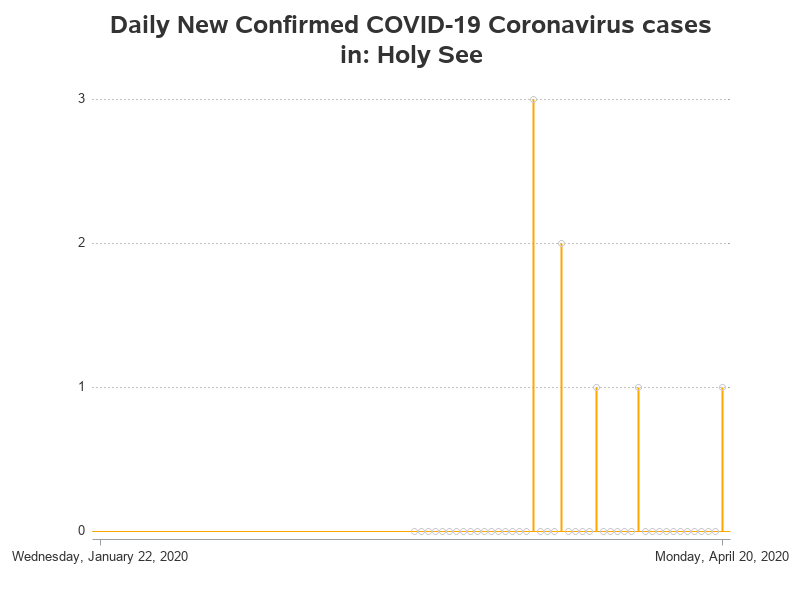 Daily New Confirmed COVID-19 Coronavirus cases
in: Holy See
3
2
1
0
Wednesday, January 22, 2020
Monday, April 20, 2020